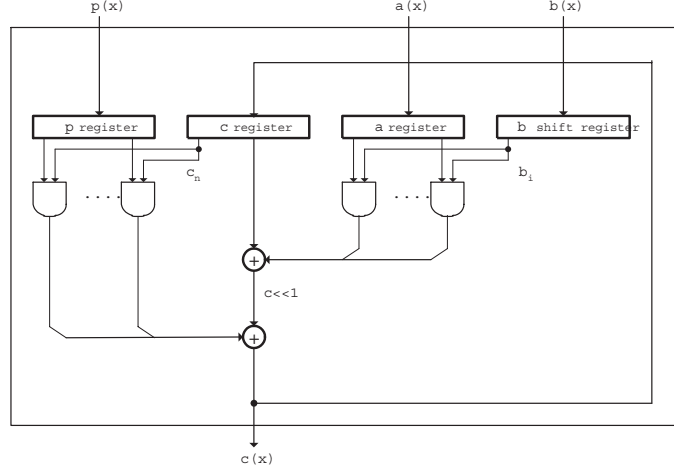 p(x) a(x) b(x)
p register c register a register b shift register
c_n b_i
.... ....
+
c<<1
+
c(x)